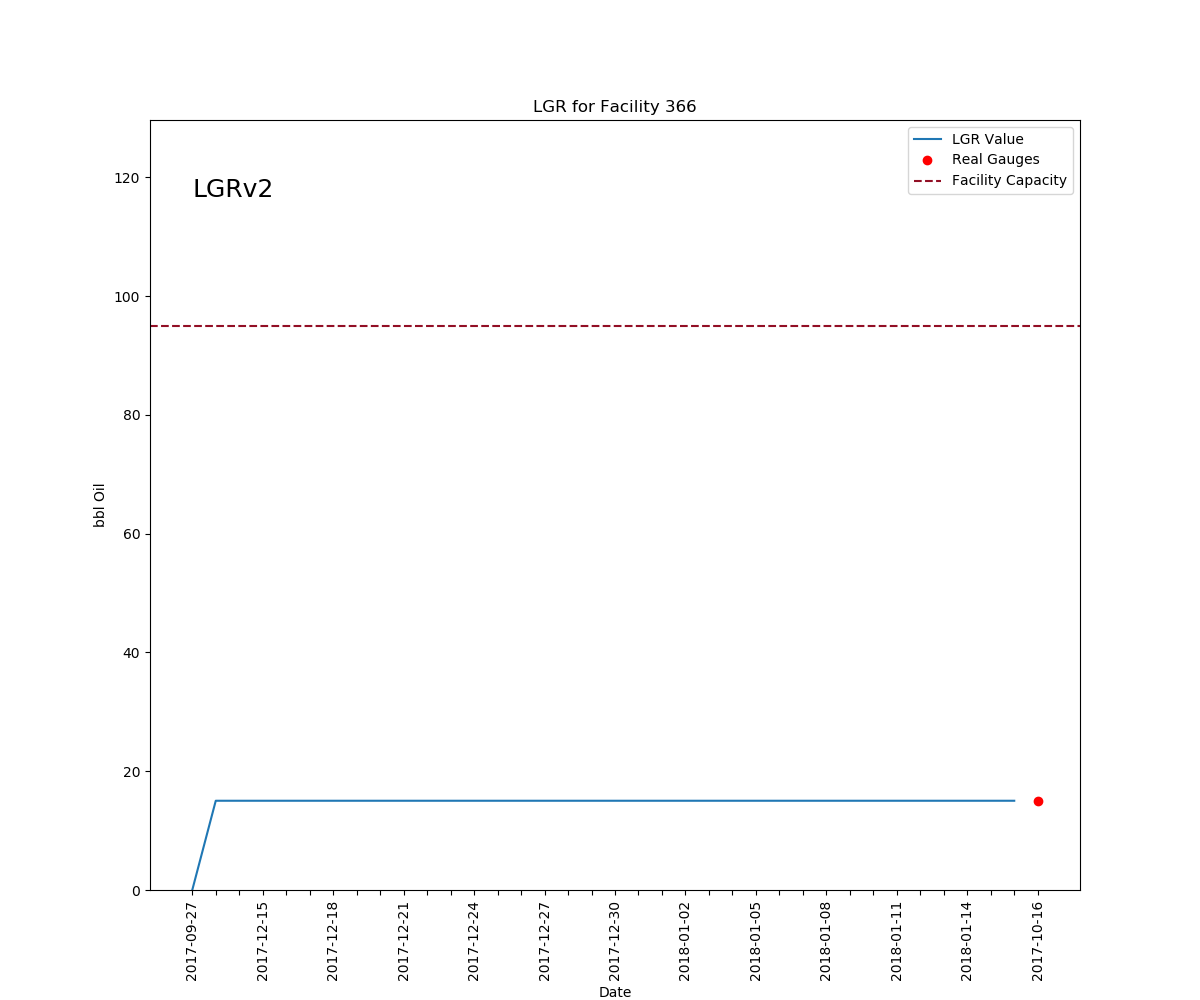 LGR for Facility 366
LGR Value
Real Gauges
Facility Capacity
LGRv2
bbl Oil
120
100
80
60
40
20
0
2017-09-27
2017-12-15
2017-12-18
2017-12-21
2017-12-24
2017-12-27
2017-12-30
2018-01-02
2018-01-05
2018-01-08
2018-01-11
2018-01-14
2017-10-16
Date